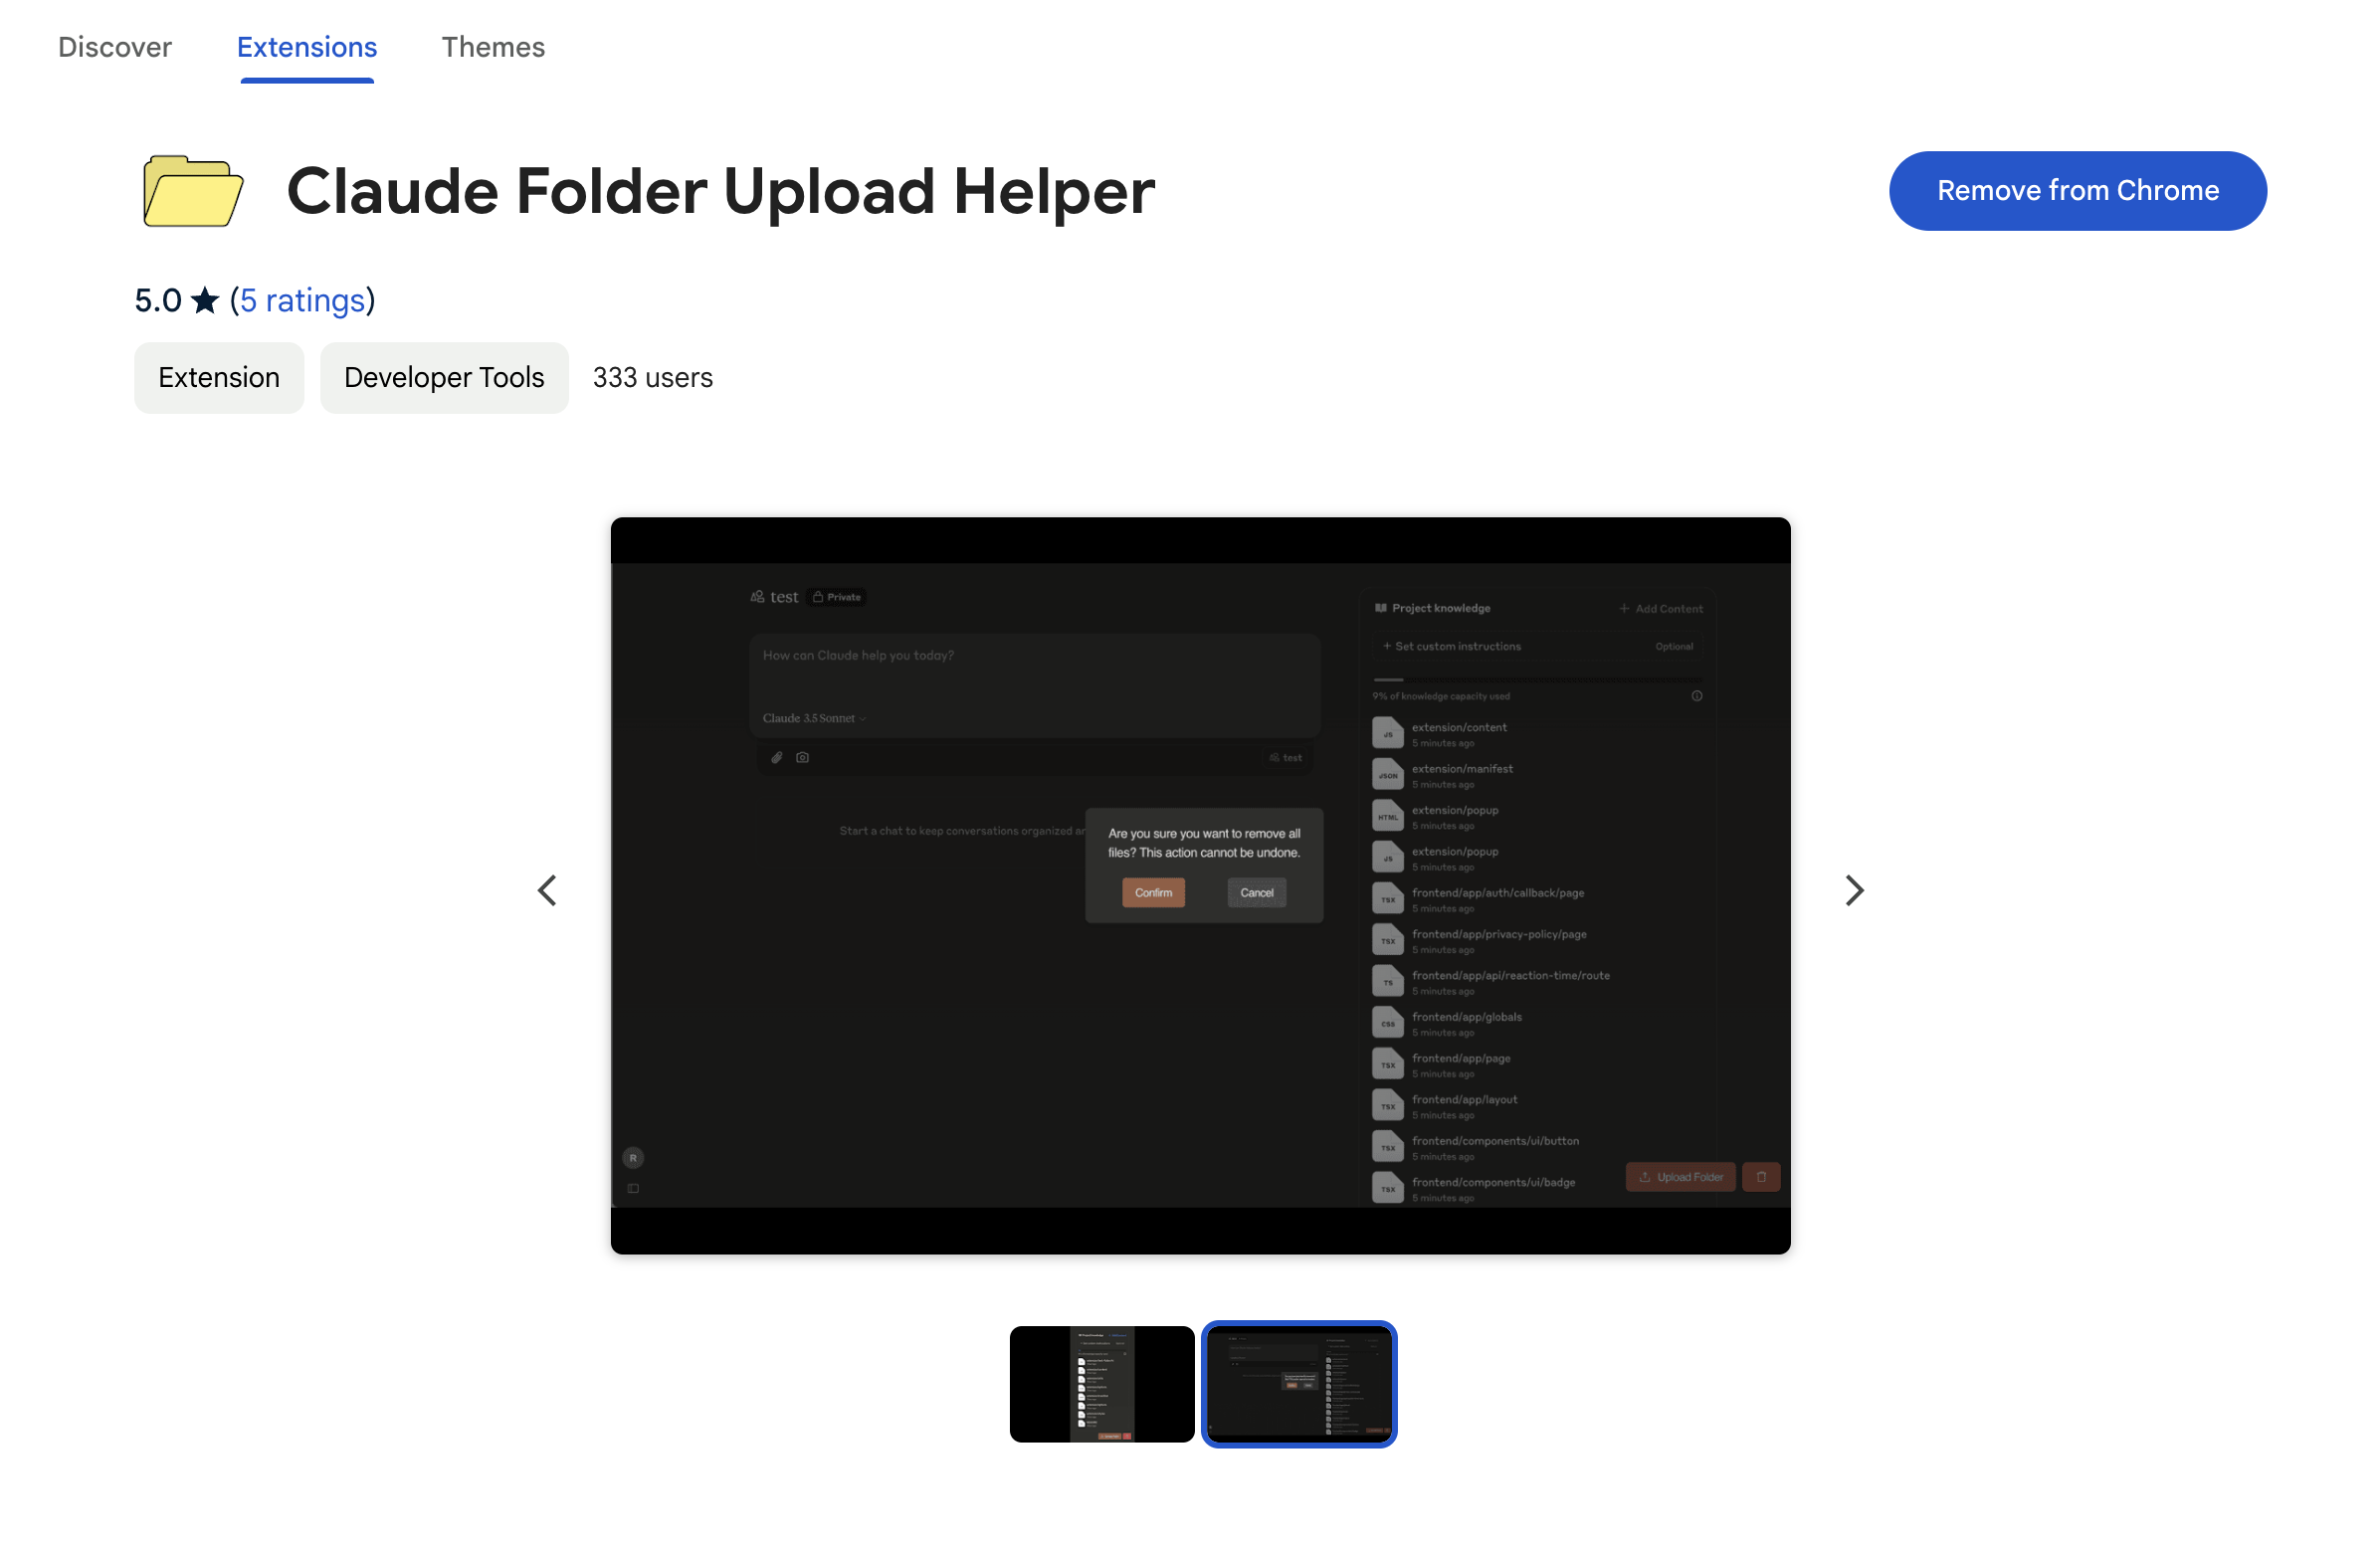 Discover
Extensions
Themes
Claude Folder Upload Helper
Remove from Chrome
5.0 ★ (5 ratings)
Extension
Developer Tools
333 users
test
Private
How can Claude help you today?
Claude 3.5 Sonnet
test
Start a chat to keep conversations organized
Are you sure you want to remove all
files? This action cannot be undone.
Confirm
Cancel
Project knowledge
+ Add Content
+ Set custom instructions
Optional
9% of knowledge capacity used
JS
extension/content
5 minutes ago
JSON
extension/manifest
5 minutes ago
HTML
extension/popup
5 minutes ago
JS
extension/popup
5 minutes ago
TSX
frontend/app/auth/callback/page
5 minutes ago
TSX
frontend/app/privacy-policy/page
5 minutes ago
TS
frontend/app/api/reaction-time/route
5 minutes ago
CSS
frontend/app/globals
5 minutes ago
TSX
frontend/app/page
5 minutes ago
TSX
frontend/app/layout
5 minutes ago
TSX
frontend/components/ui/button
5 minutes ago
TSX
frontend/components/ui/badge
5 minutes ago
Upload Folder
R